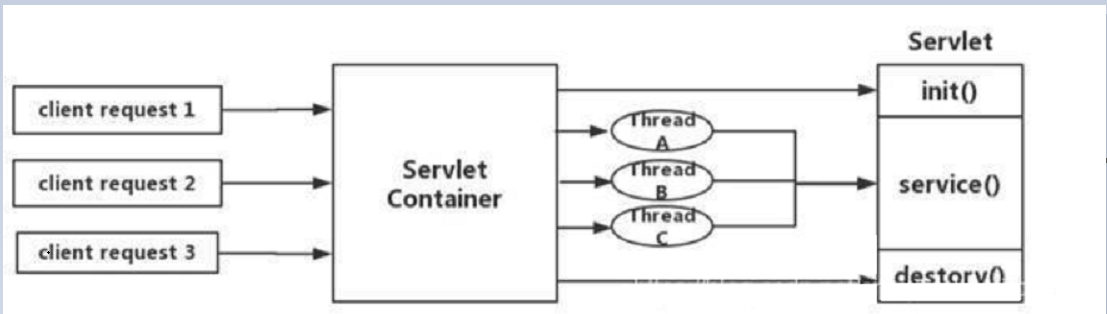 Servlet
client request 1
client request 2
client request 3
Servlet
Container
Thread
A
Thread
B
Thread
C
init()
service()
destory()